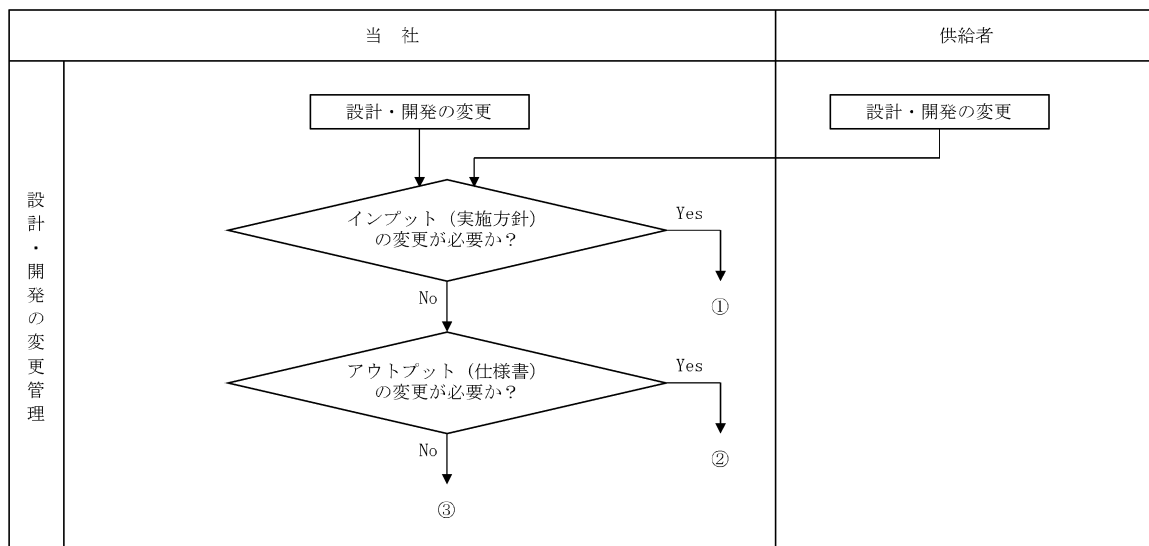 当　社
供給者
設計・開発の変更管理
設計・開発の変更
設計・開発の変更
インプット（実施方針）
の変更が必要か？
Yes
①
No
アウトプット（仕様書）
の変更が必要か？
Yes
②
No
③